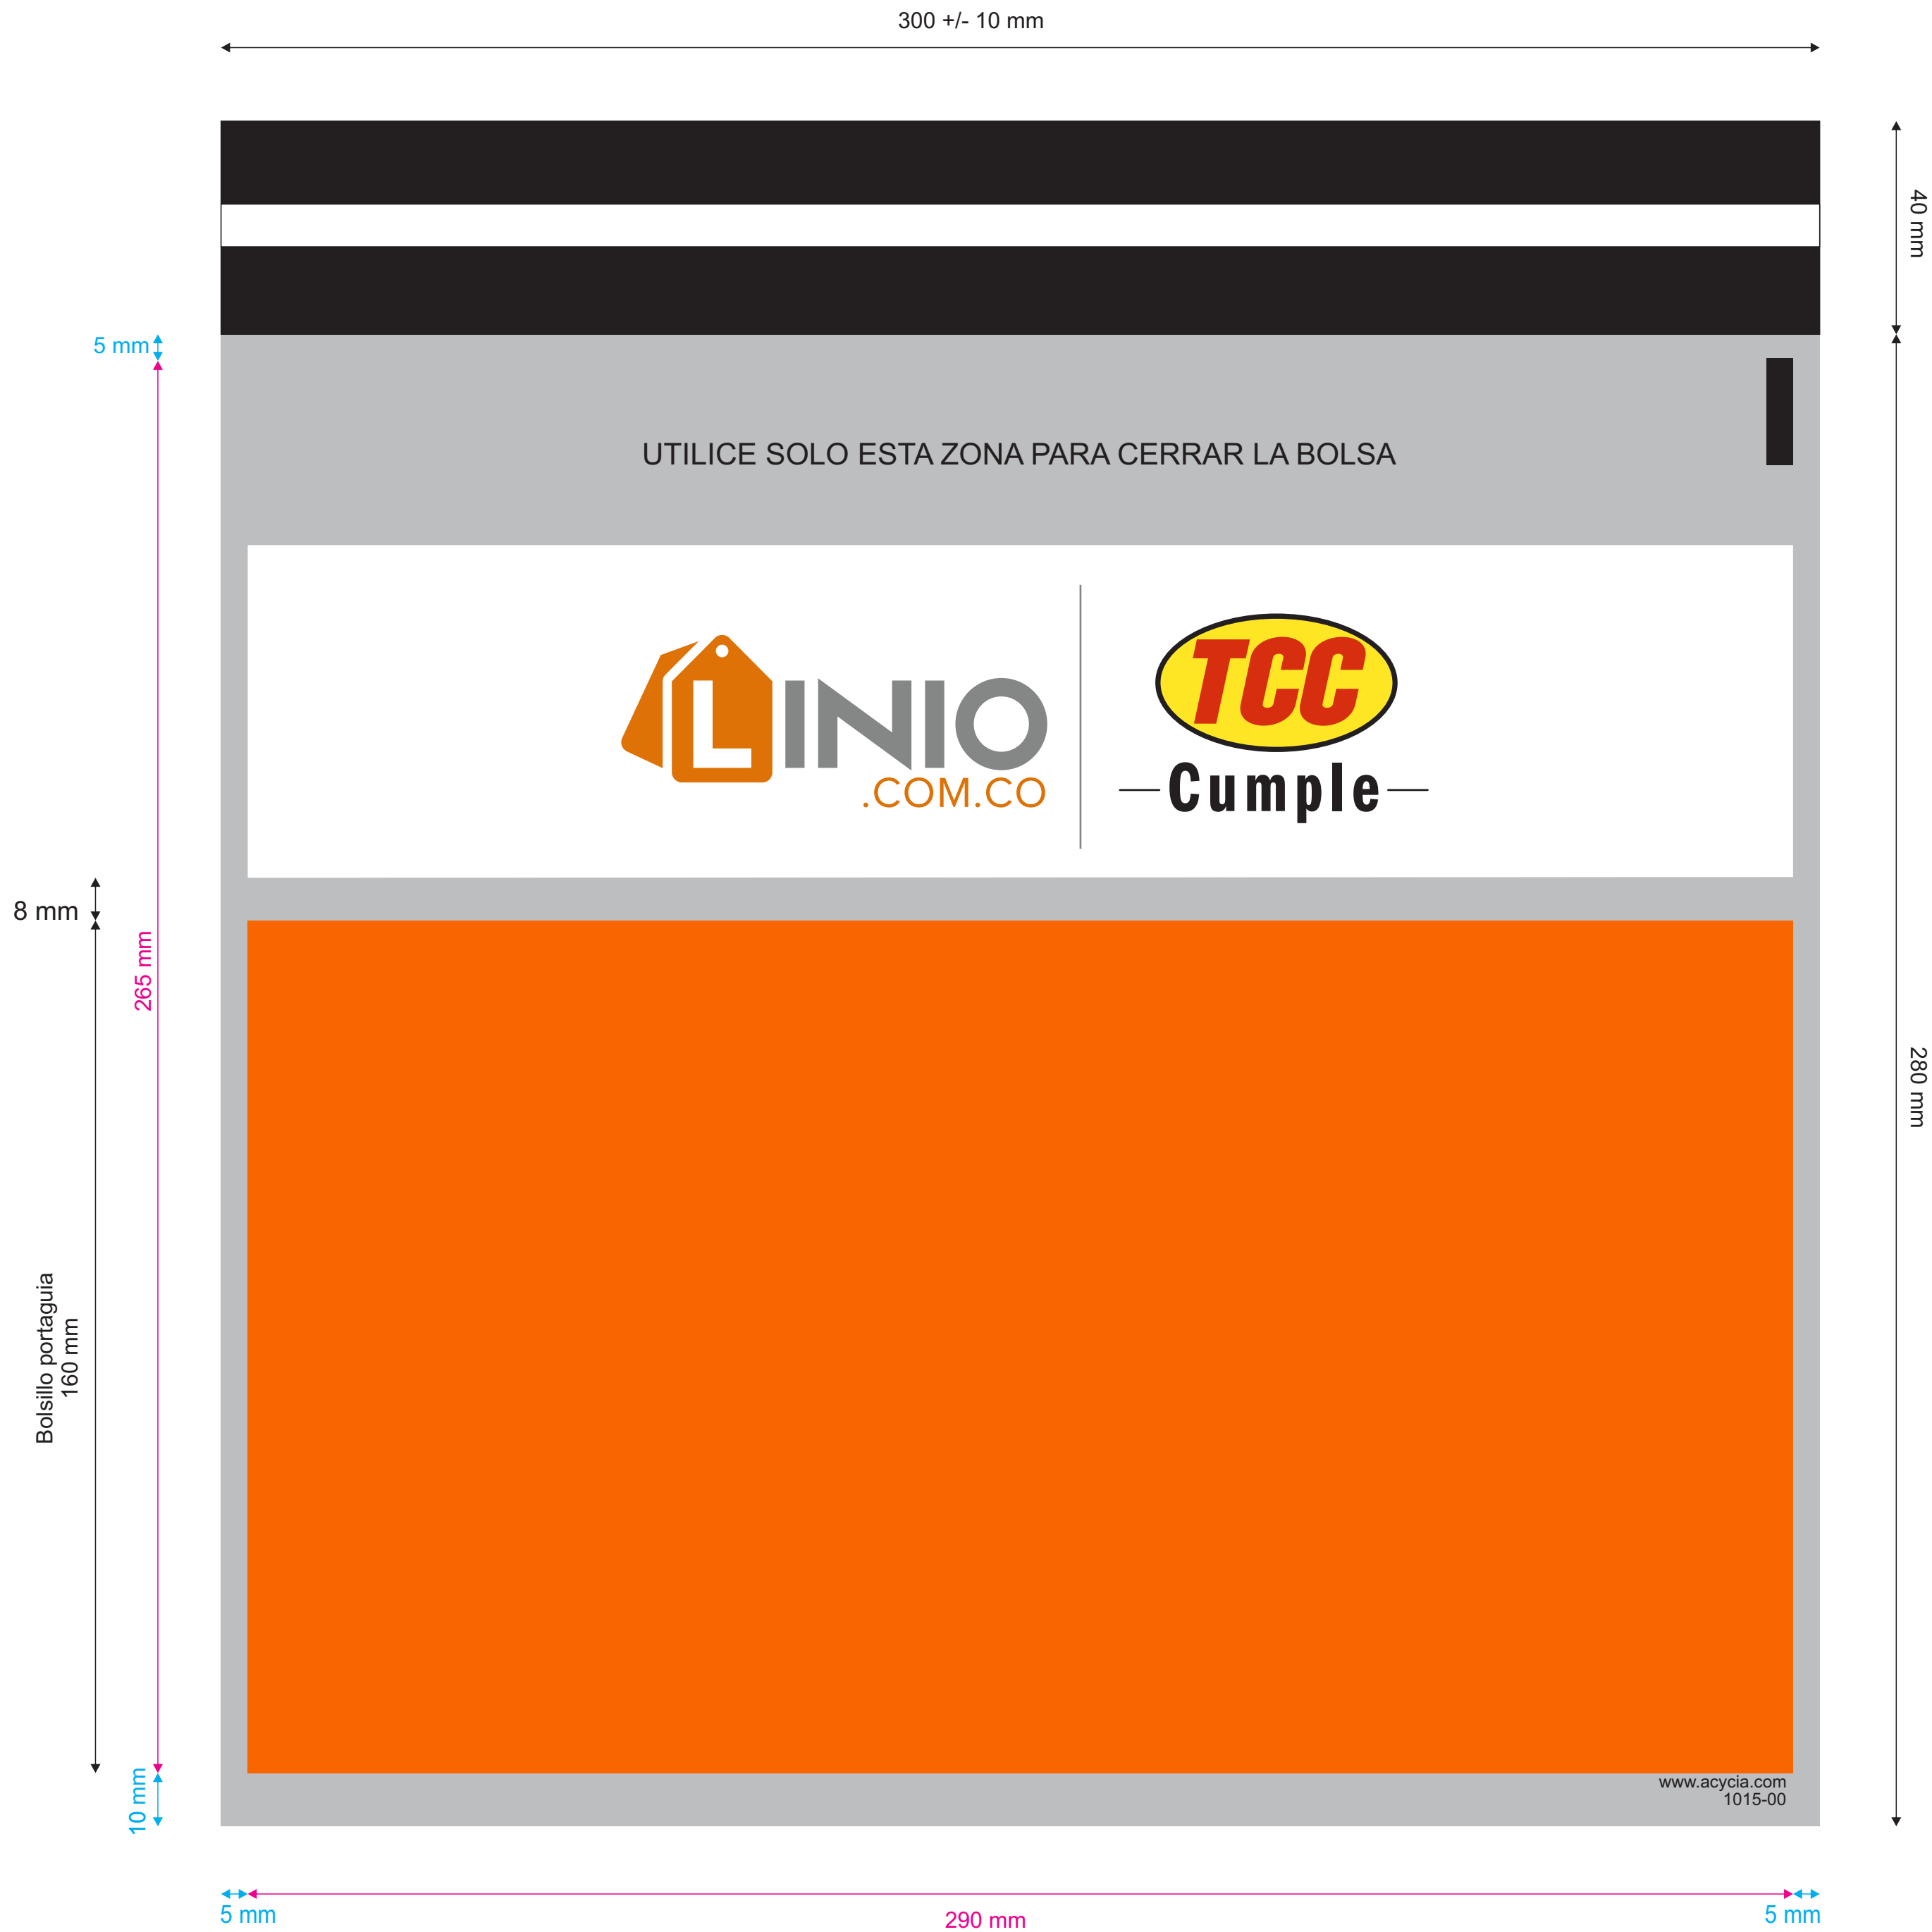 300 +/- 10 mm
40 mm
5 mm
UTILICE SOLO ESTA ZONA PARA CERRAR LA BOLSA
LINIO
.COM.CO
TCC
Cumple
8 mm
265 mm
280 mm
Bolsillo portaguia
160 mm
10 mm
www.acycia.com
1015-00
5 mm
290 mm
5 mm